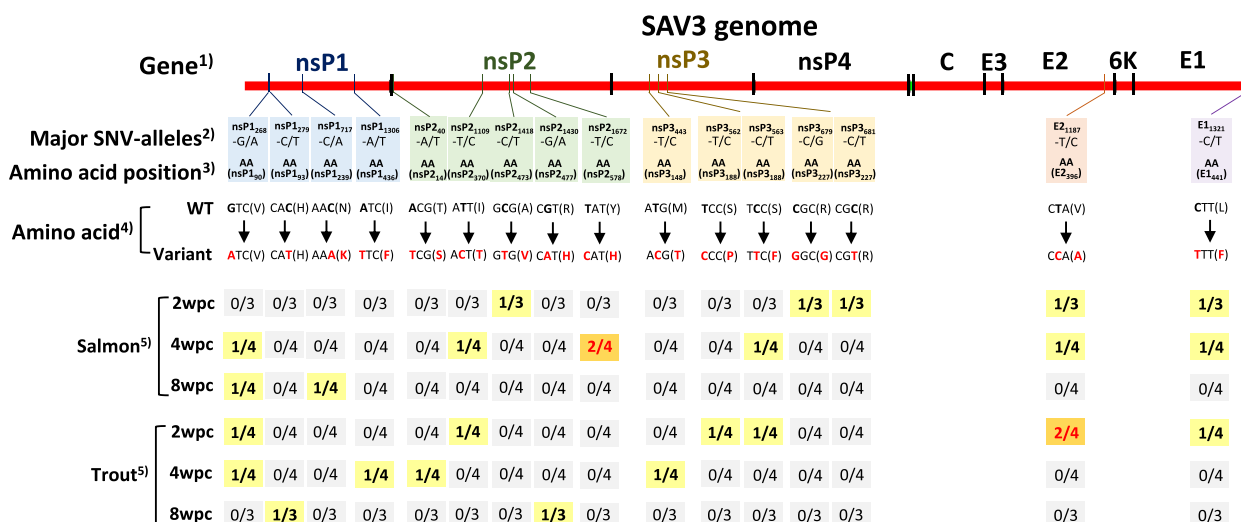 SAV3 genome
Gene1) nsP1 nsP2 nsP3 nsP4 C E3 E2 6K E1
Major SNV-alleles2) nsP1268 nsP1279 nsP1717 nsP11306 nsP240 nsP21109 nsP21418 nsP21430 nsP21672 nsP3443 nsP3562 nsP3563 nsP3679 nsP3681 E21187 E11321
-G/A -C/T -C/A -A/T -A/T -T/C -C/T -G/A -T/C -T/C -T/C -C/T -C/G -C/T -T/C -C/T
Amino acid position3) AA AA AA AA AA AA AA AA AA AA AA AA AA AA AA AA
(nsP190) (nsP193) (nsP1239) (nsP1436) (nsP214) (nsP2370) (nsP2473) (nsP2477) (nsP2578) (nsP3148) (nsP3188) (nsP3188) (nsP3227) (nsP3227) (E2396) (E1441)
WT GTC(V) CAC(H) AAC(N) ATC(I) ACG(T) ATT(I) GCG(A) CGT(R) TAT(Y) ATG(M) TCC(S) TCC(S) CGC(R) CGC(R) CTA(V) CTT(L)
Amino acid4)
Variant ATC(V) CAT(H) AAA(K) TTC(F) TCG(S) ACT(T) GTG(V) CAT(H) CAT(H) ACG(T) CCC(P) TTC(F) GGC(G) CGT(R) CCA(A) TTT(F)
2wpc 0/3 0/3 0/3 0/3 0/3 0/3 1/3 0/3 0/3 0/3 0/3 0/3 1/3 1/3 1/3 1/3
Salmon5) 4wpc 1/4 0/4 0/4 0/4 0/4 1/4 0/4 0/4 2/4 0/4 0/4 1/4 0/4 0/4 1/4 1/4
8wpc 1/4 0/4 1/4 0/4 0/4 0/4 0/4 0/4 0/4 0/4 0/4 0/4 0/4 0/4 0/4 0/4
2wpc 1/4 0/4 0/4 0/4 0/4 1/4 0/4 0/4 0/4 0/4 1/4 1/4 0/4 0/4 2/4 1/4
Trout5) 4wpc 1/4 0/4 0/4 1/4 1/4 0/4 0/4 0/4 0/4 1/4 0/4 0/4 0/4 0/4 0/4 0/4
8wpc 0/3 1/3 0/3 0/3 0/3 0/3 0/3 1/3 0/3 0/3 0/3 0/3 0/3 0/3 0/3 0/3